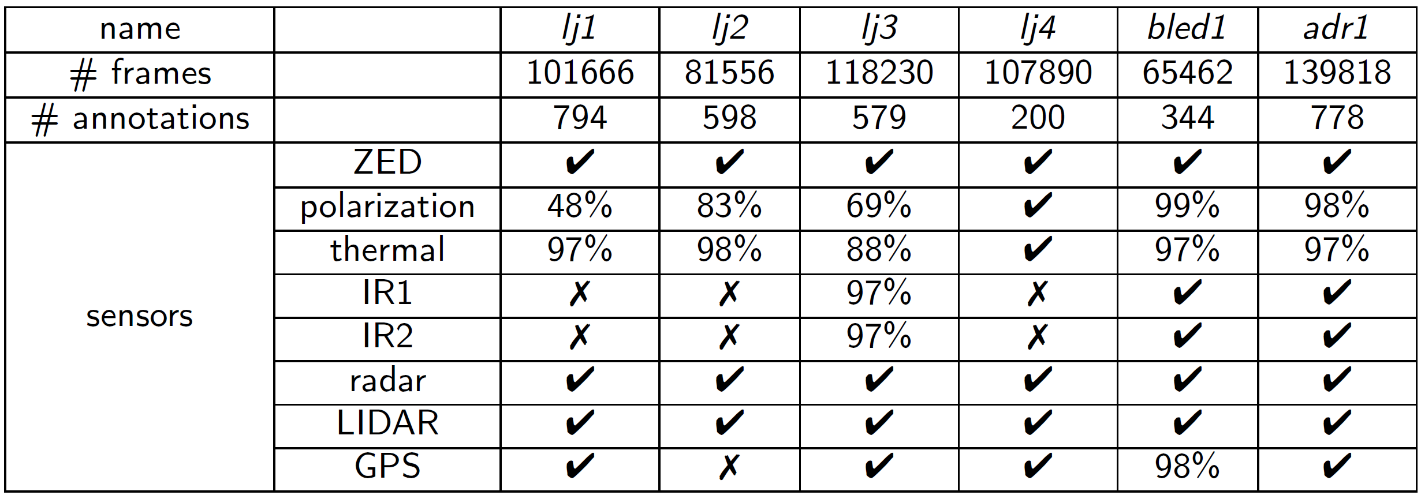 name lj1 lj2 lj3 lj4 bled1 adr1
# frames 101666 81556 118230 107890 65462 139818
# annotations 794 598 579 200 344 778
sensors
ZED ✔ ✔ ✔ ✔ ✔ ✔
polarization 48% 83% 69% ✔ 99% 98%
thermal 97% 98% 88% ✔ 97% 97%
IR1 ✗ ✗ 97% ✗ ✔ ✔
IR2 ✗ ✗ 97% ✗ ✔ ✔
radar ✔ ✔ ✔ ✔ ✔ ✔
LIDAR ✔ ✔ ✔ ✔ ✔ ✔
GPS ✔ ✗ ✔ ✔ 98% ✔